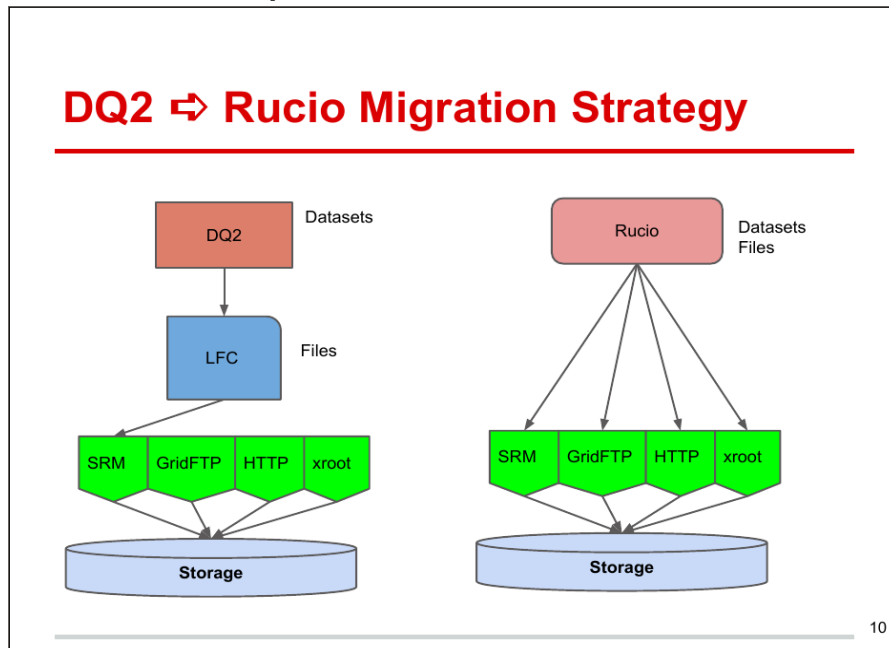 DQ2 ➪ Rucio Migration Strategy
DQ2
Datasets
LFC
Files
SRM
GridFTP
HTTP
xroot
Storage
Rucio
Datasets
Files
SRM
GridFTP
HTTP
xroot
Storage
10